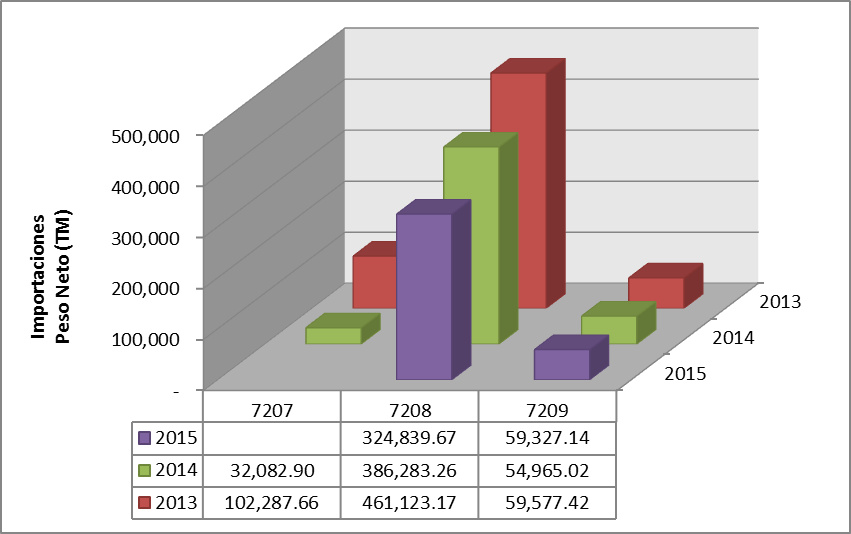 500,000
400,000
300,000
200,000
100,000
-
Importaciones
Peso Neto (TM)
2013
2014
2015
7207 7208 7209
2015 324,839.67 59,327.14
2014 32,082.90 386,283.26 54,965.02
2013 102,287.66 461,123.17 59,577.42